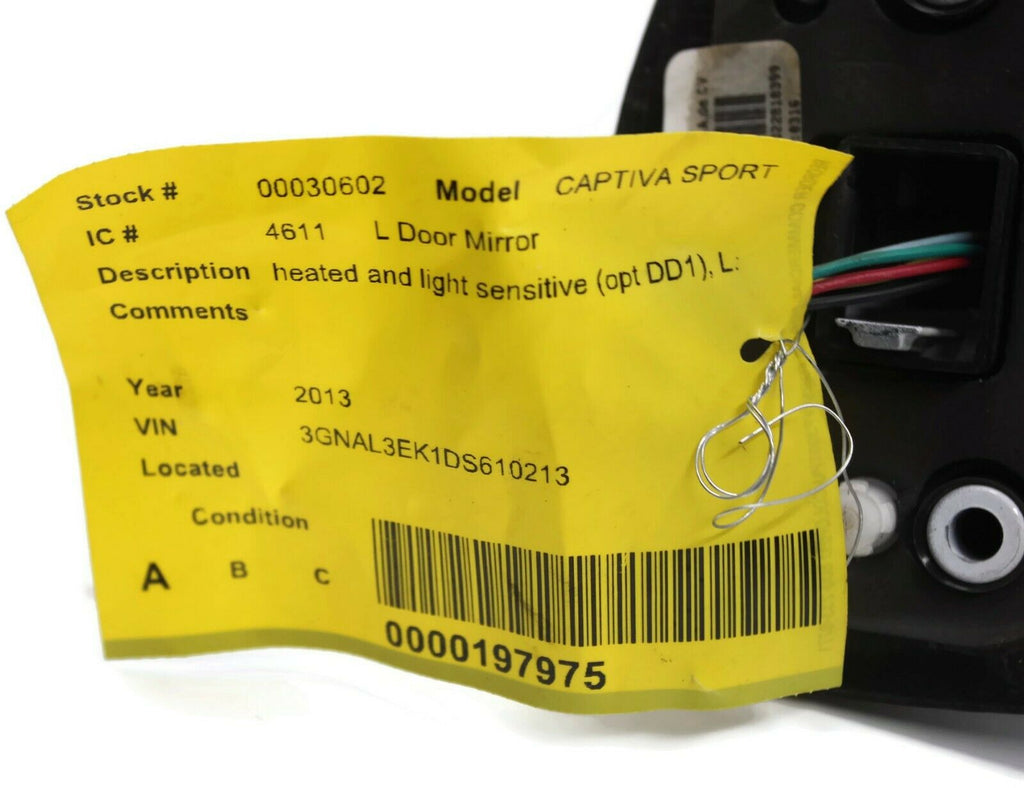 Stock # 00030602 Model CAPTIVA SPORT
IC # 4611 L Door Mirror
Description heated and light sensitive (opt DD1), L:
Comments
Year 2013
VIN 3GNAL3EK1DS610213
Located
Condition
A B C
0000197975